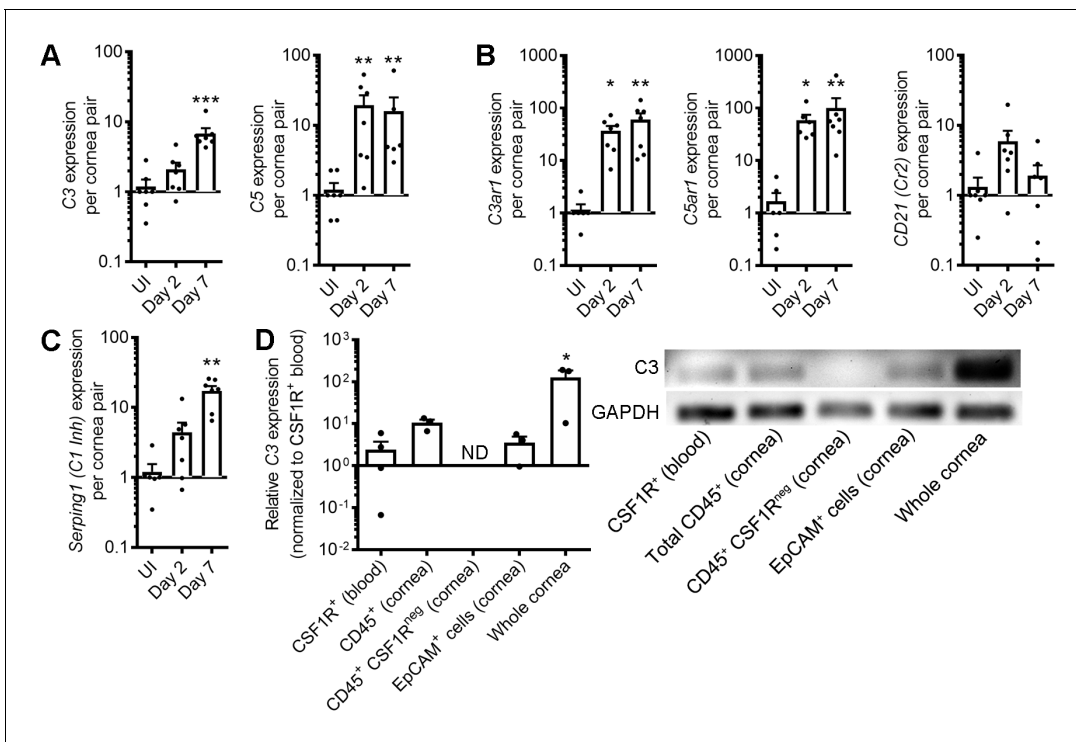 A
C3 expression
per cornea pair
100
10
1
0.1
***
UI
Day 2
Day 7
C5 expression
per cornea pair
100
10
1
0.1
**
**
UI
Day 2
Day 7
B
C3ar1 expression
per cornea pair
1000
100
10
1
0.1
*
**
UI
Day 2
Day 7
C5ar1 expression
per cornea pair
1000
100
10
1
0.1
*
**
UI
Day 2
Day 7
CD21 (Cr2) expression
per cornea pair
100
10
1
0.1
UI
Day 2
Day 7
C
Serping1 (C1 Inh) expression
per cornea pair
100
10
1
0.1
**
UI
Day 2
Day 7
D
Relative C3 expression
(normalized to CSF1R⁺ blood)
10³
10²
10¹
10⁰
10⁻¹
10⁻²
ND
*
CSF1R⁺ (blood)
CD45⁺ (cornea)
CD45⁺ CSF1Rⁿᵉᵍ (cornea)
EpCAM⁺ cells (cornea)
Whole cornea
C3
GAPDH
CSF1R⁺ (blood)
Total CD45⁺ (cornea)
CD45⁺ CSF1Rⁿᵉᵍ (cornea)
EpCAM⁺ cells (cornea)
Whole cornea